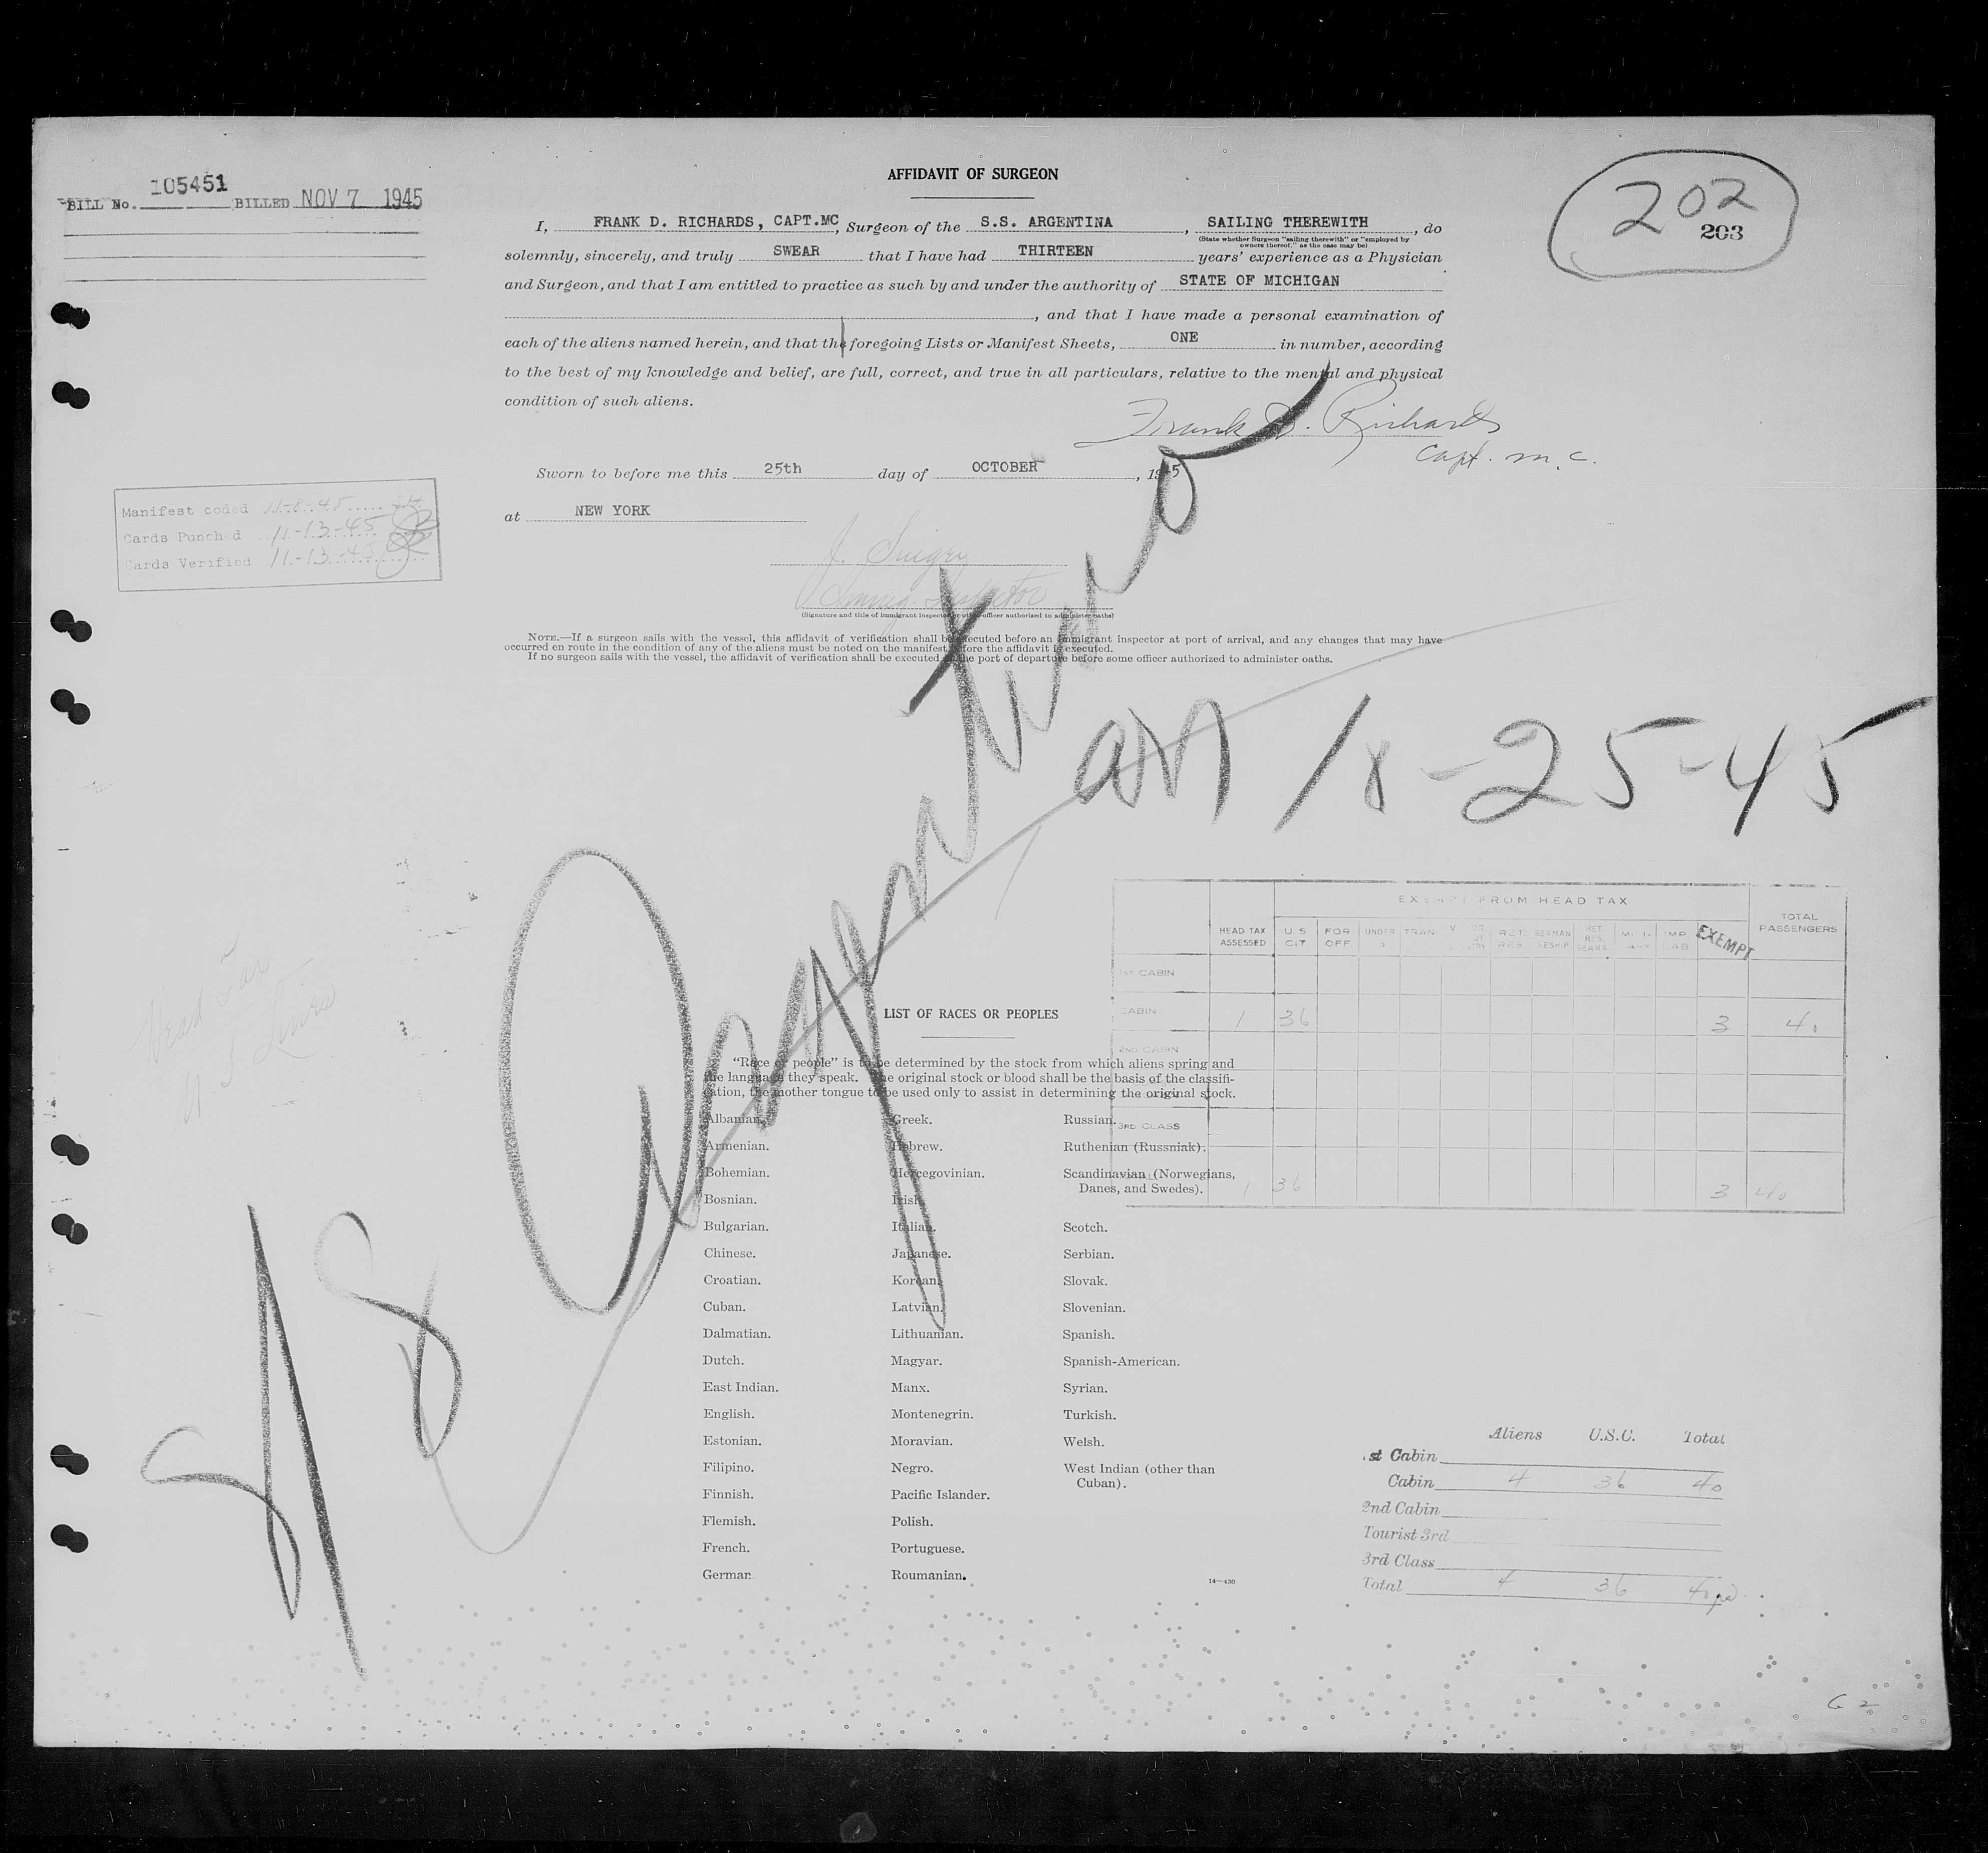 AFFIDAVIT OF SURGEON
BILL No. 105451 BILLED NOV 7 1945
202
203
I, FRANK D. RICHARDS, CAPT.MC, Surgeon of the S.S. ARGENTINA, SAILING THEREWITH, do
(State whether Surgeon "sailing therewith" or "employed by
owners thereof," as the case may be)
solemnly, sincerely, and truly SWEAR that I have had THIRTEEN years' experience as a Physician
and Surgeon, and that I am entitled to practice as such by and under the authority of STATE OF MICHIGAN
, and that I have made a personal examination of
each of the aliens named herein, and that the foregoing Lists or Manifest Sheets, ONE in number, according
to the best of my knowledge and belief, are full, correct, and true in all particulars, relative to the mental and physical
condition of such aliens.
Frank D. Richards
Capt. M.C.
Sworn to before me this 25th day of OCTOBER, 1945
at NEW YORK
Manifest coded 11-8-45
Cards Punched 11-13-45
Cards Verified 11-13-45
(Signature and title of immigrant inspector or other officer authorized to administer oaths)
NOTE.—If a surgeon sails with the vessel, this affidavit of verification shall be executed before an immigrant inspector at port of arrival, and any changes that may have
occurred en route in the condition of any of the aliens must be noted on the manifest before the affidavit is executed.
If no surgeon sails with the vessel, the affidavit of verification shall be executed at the port of departure before some officer authorized to administer oaths.
S/S Argentina
arr 10-25-45
Head Tax
EXEMPT FROM HEAD TAX
HEAD TAX ASSESSED U.S. CIT FOR. OFF. UNDER TRAN- RET. RES. SEAMAN RET. RES. EXEMPT TOTAL PASSENGERS
1ST CABIN
CABIN 1 36 3 40
2ND CABIN
3RD CLASS
1 36 3 40
LIST OF RACES OR PEOPLES
"Race or people" is to be determined by the stock from which aliens spring and
the language they speak. The original stock or blood shall be the basis of the classifi-
cation, the mother tongue to be used only to assist in determining the original stock.
Albanian. Greek. Russian.
Armenian. Hebrew. Ruthenian (Russniak).
Bohemian. Hercegovinian. Scandinavian (Norwegians,
Danes, and Swedes).
Bosnian. Irish.
Bulgarian. Italian. Scotch.
Chinese. Japanese. Serbian.
Croatian. Korean. Slovak.
Cuban. Latvian. Slovenian.
Dalmatian. Lithuanian. Spanish.
Dutch. Magyar. Spanish-American.
East Indian. Manx. Syrian.
English. Montenegrin. Turkish.
Estonian. Moravian. Welsh.
Filipino. Negro. West Indian (other than
Cuban).
Finnish. Pacific Islander.
Flemish. Polish.
French. Portuguese.
German. Roumanian.
14—430
Aliens U.S.C. Total
1st Cabin
Cabin 4 36 40
2nd Cabin
Tourist 3rd
3rd Class
Total 4 36 40